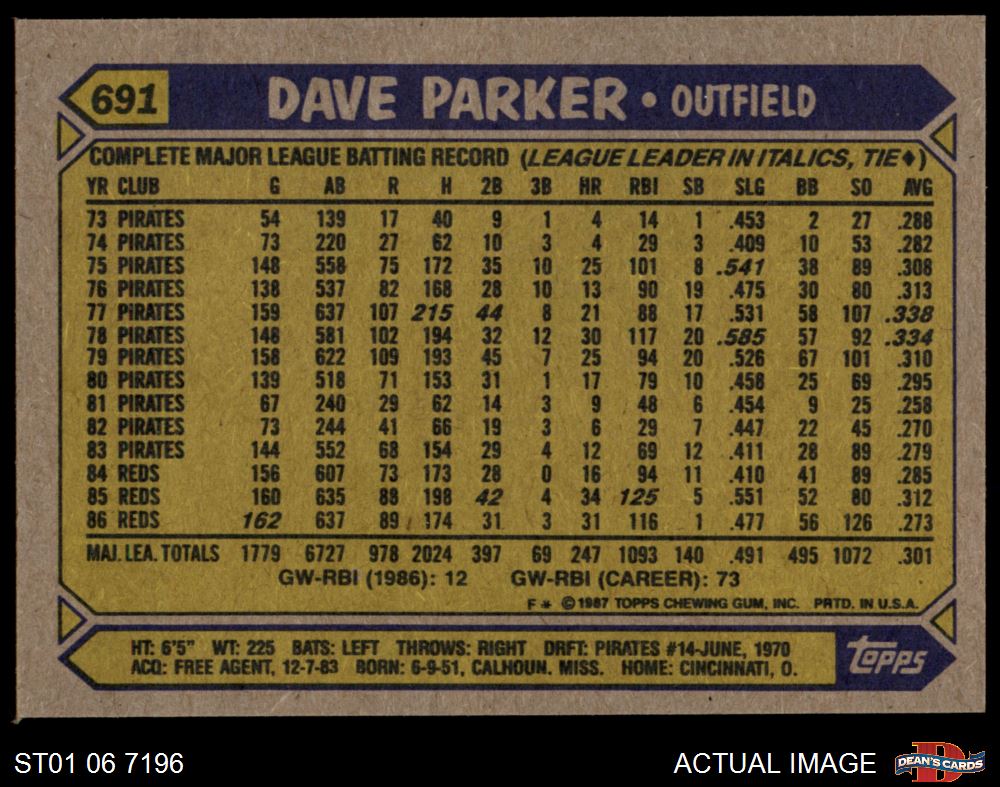 691 DAVE PARKER • OUTFIELD
COMPLETE MAJOR LEAGUE BATTING RECORD (LEAGUE LEADER IN ITALICS, TIE♦)
YR CLUB G AB R H 2B 3B HR RBI SB SLG BB SO AVG
73 PIRATES 54 139 17 40 9 1 4 14 1 .453 2 27 .288
74 PIRATES 73 220 27 62 10 3 4 29 3 .409 10 53 .282
75 PIRATES 148 558 75 172 35 10 25 101 8 .541 38 89 .308
76 PIRATES 138 537 82 168 28 10 13 90 19 .475 30 80 .313
77 PIRATES 159 637 107 215 44 8 21 88 17 .531 58 107 .338
78 PIRATES 148 581 102 194 32 12 30 117 20 .585 57 92 .334
79 PIRATES 158 622 109 193 45 7 25 94 20 .526 67 101 .310
80 PIRATES 139 518 71 153 31 1 17 79 10 .458 25 69 .295
81 PIRATES 67 240 29 62 14 3 9 48 6 .454 9 25 .258
82 PIRATES 73 244 41 66 19 3 6 29 7 .447 22 45 .270
83 PIRATES 144 552 68 154 29 4 12 69 12 .411 28 89 .279
84 REDS 156 607 73 173 28 0 16 94 11 .410 41 89 .285
85 REDS 160 635 88 198 42 4 34 125 5 .551 52 80 .312
86 REDS 162 637 89 174 31 3 31 116 1 .477 56 126 .273
MAJ. LEA. TOTALS 1779 6727 978 2024 397 69 247 1093 140 .491 495 1072 .301
GW-RBI (1986): 12 GW-RBI (CAREER): 73
F * ©1987 TOPPS CHEWING GUM, INC. PRTD. IN U.S.A.
HT: 6'5" WT: 225 BATS: LEFT THROWS: RIGHT DRFT: PIRATES #14-JUNE, 1970
ACQ: FREE AGENT, 12-7-83 BORN: 6-9-51, CALHOUN. MISS. HOME: CINCINNATI, O.
Topps
ST01 06 7196 ACTUAL IMAGE D DEAN'S CARDS